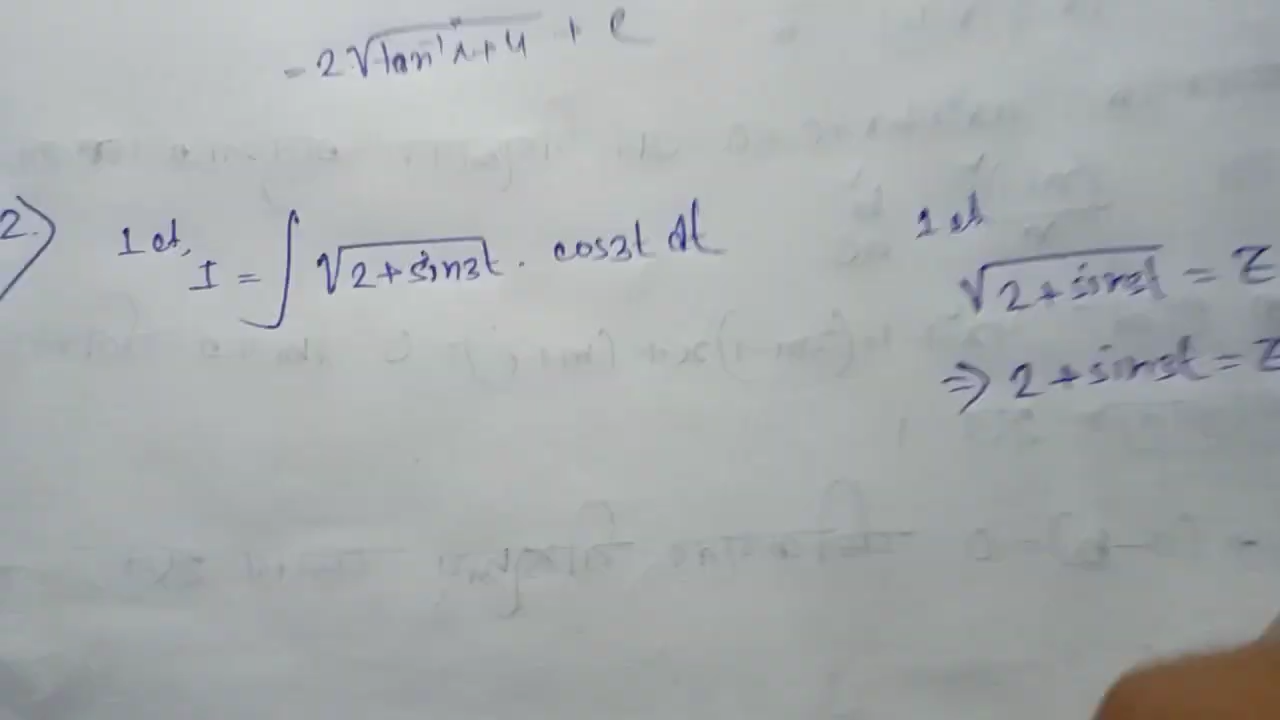 = 2√(tan⁻¹x+4) + c
2.) Let, I = ∫ √(2+sin3t) . cos3t dt
Let
√(2+sin3t) = z
⇒ 2+sin3t = z